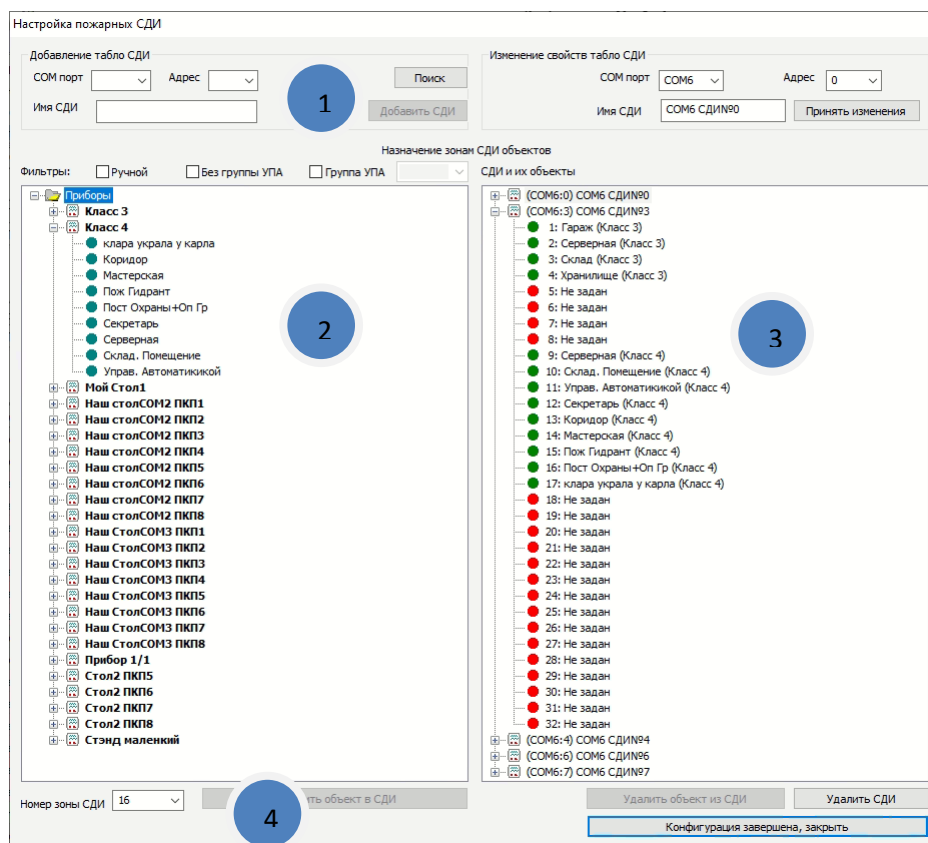 Настройка пожарных СДИ
Добавление табло СДИ
COM порт
Адрес
Поиск
Имя СДИ
Добавить СДИ
1
Изменение свойств табло СДИ
COM порт
COM6
Адрес
0
Имя СДИ
COM6 СДИ№0
Принять изменения
Назначение зонам СДИ объектов
Фильтры:
Ручной
Без группы УПА
Группа УПА
СДИ и их объекты
Приборы
Класс 3
Класс 4
клара украла у карла
Коридор
Мастерская
Пож Гидрант
Пост Охраны+Оп Гр
Секретарь
Серверная
Склад. Помещение
Управ. Автоматикикой
Мой Стол1
Наш столCOM2 ПКП1
Наш столCOM2 ПКП2
Наш столCOM2 ПКП3
Наш столCOM2 ПКП4
Наш столCOM2 ПКП5
Наш столCOM2 ПКП6
Наш столCOM2 ПКП7
Наш столCOM2 ПКП8
Наш СтолCOM3 ПКП1
Наш СтолCOM3 ПКП2
Наш СтолCOM3 ПКП3
Наш СтолCOM3 ПКП4
Наш СтолCOM3 ПКП5
Наш СтолCOM3 ПКП6
Наш СтолCOM3 ПКП7
Наш СтолCOM3 ПКП8
Прибор 1/1
Стол2 ПКП5
Стол2 ПКП6
Стол2 ПКП7
Стол2 ПКП8
Стэнд маленкий
2
(COM6:0) COM6 СДИ№0
(COM6:3) COM6 СДИ№3
1: Гараж (Класс 3)
2: Серверная (Класс 3)
3: Склад (Класс 3)
4: Хранилище (Класс 3)
5: Не задан
6: Не задан
7: Не задан
8: Не задан
9: Серверная (Класс 4)
10: Склад. Помещение (Класс 4)
11: Управ. Автоматикикой (Класс 4)
12: Секретарь (Класс 4)
13: Коридор (Класс 4)
14: Мастерская (Класс 4)
15: Пож Гидрант (Класс 4)
16: Пост Охраны+Оп Гр (Класс 4)
17: клара украла у карла (Класс 4)
18: Не задан
19: Не задан
20: Не задан
21: Не задан
22: Не задан
23: Не задан
24: Не задан
25: Не задан
26: Не задан
27: Не задан
28: Не задан
29: Не задан
30: Не задан
31: Не задан
32: Не задан
(COM6:4) COM6 СДИ№4
(COM6:6) COM6 СДИ№6
(COM6:7) COM6 СДИ№7
3
Номер зоны СДИ
16
объект в СДИ
4
Удалить объект из СДИ
Удалить СДИ
Конфигурация завершена, закрыть